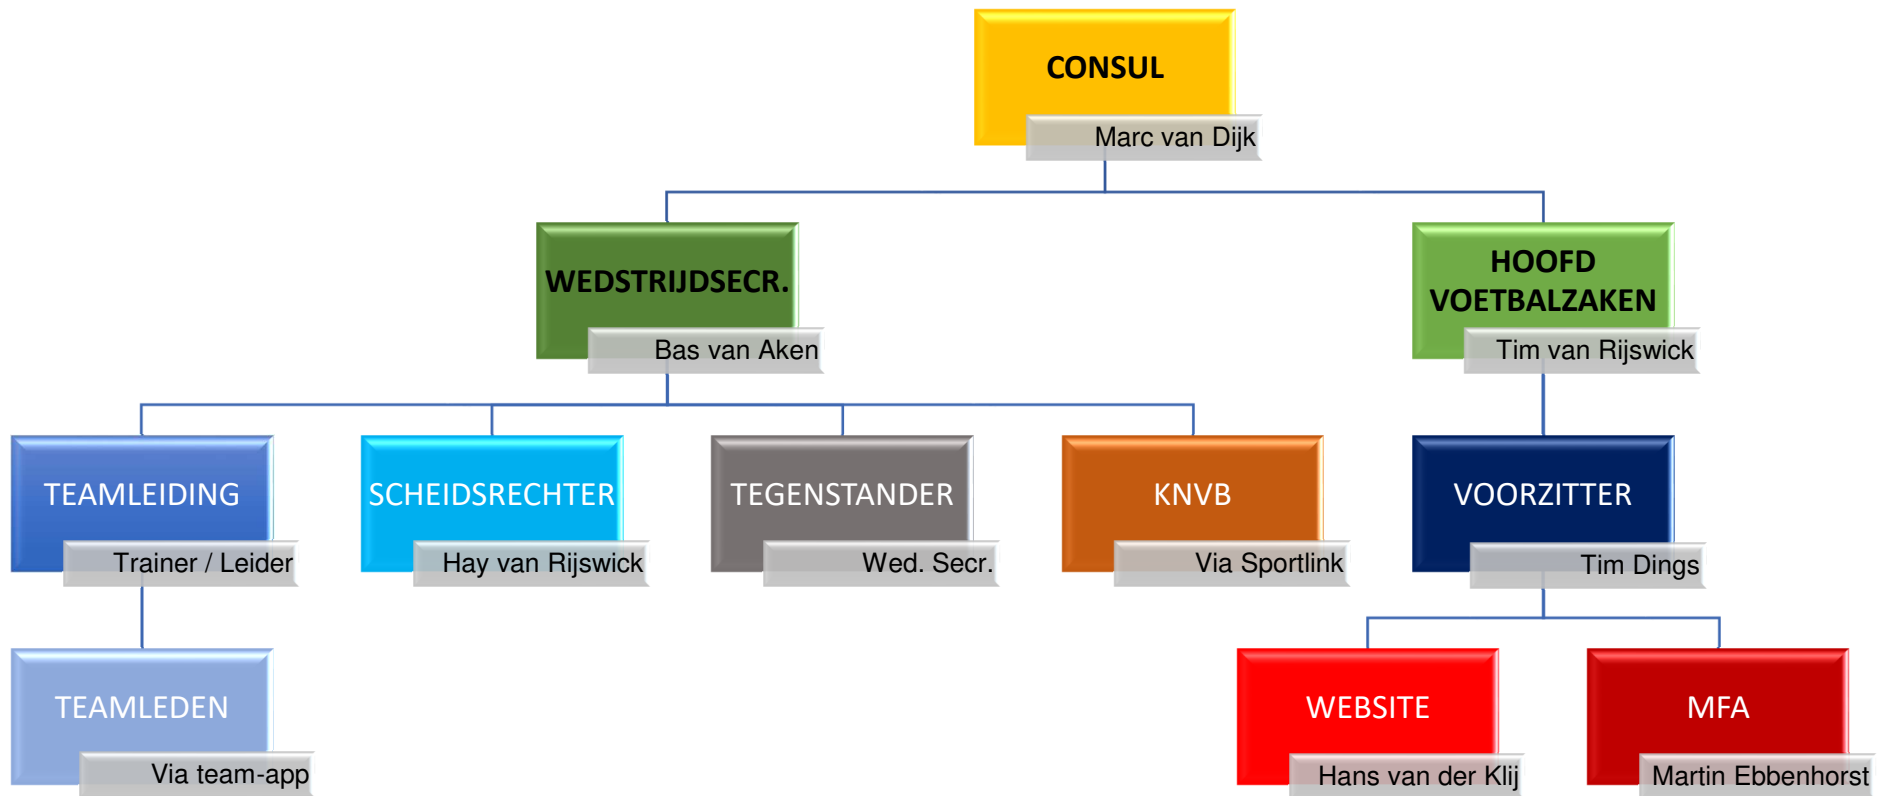 CONSUL
Marc van Dijk
WEDSTRIJDSECR.
Bas van Aken
HOOFD
VOETBALZAKEN
Tim van Rijswick
TEAMLEIDING
Trainer / Leider
SCHEIDSRECHTER
Hay van Rijswick
TEGENSTANDER
Wed. Secr.
KNVB
Via Sportlink
VOORZITTER
Tim Dings
TEAMLEDEN
Via team-app
WEBSITE
Hans van der Klij
MFA
Martin Ebbenhorst